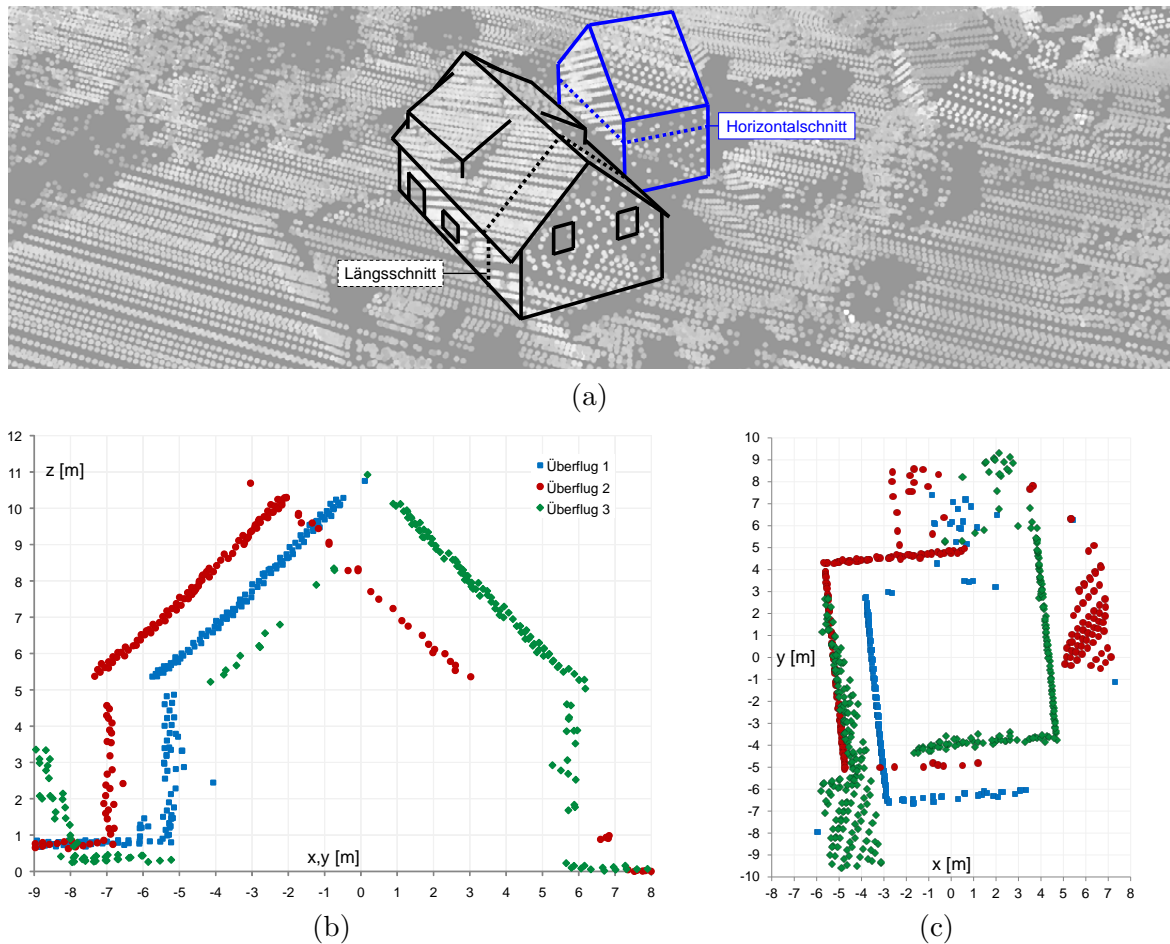 Horizontalschnitt
Längsschnitt
(a)
12
11
10
9
8
7
6
5
4
3
2
1
0
z [m]
Überflug 1
Überflug 2
Überflug 3
x,y [m]
-9 -8 -7 -6 -5 -4 -3 -2 -1 0 1 2 3 4 5 6 7 8
(b)
10
9
8
7
6
5
4
3
2
1
0
-1
-2
-3
-4
-5
-6
-7
-8
-9
-10
y [m]
x [m]
-8 -7 -6 -5 -4 -3 -2 -1 0 1 2 3 4 5 6 7 8
(c)